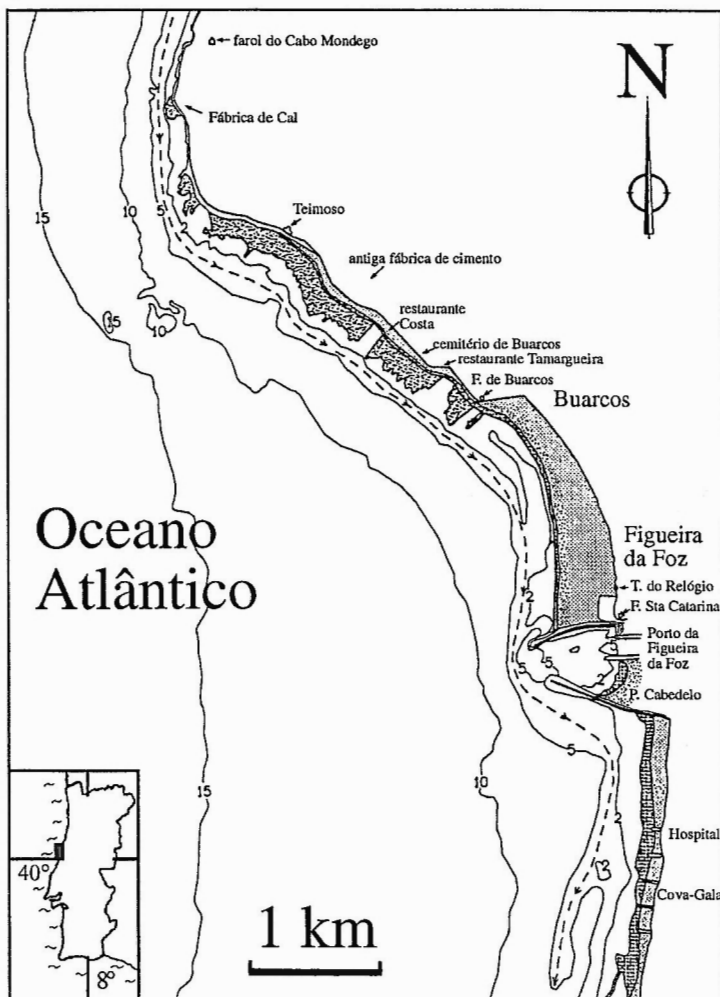 farol do Cabo Mondego
N
Fábrica de Cal
15
10
5
2
Teimoso
antiga fábrica de cimento
15
10
restaurante
Costa
cemitério de Buarcos
restaurante Tamargueira
F. de Buarcos
Buarcos
Oceano
Atlântico
Figueira
da Foz
T. do Relógio
F. Sta Catarina
2
Porto da
Figueira
da Foz
5
5
5
2
P. Cabedelo
5
15
10
2
Hospital
40°
2
Cova-Gala
1 km
8°